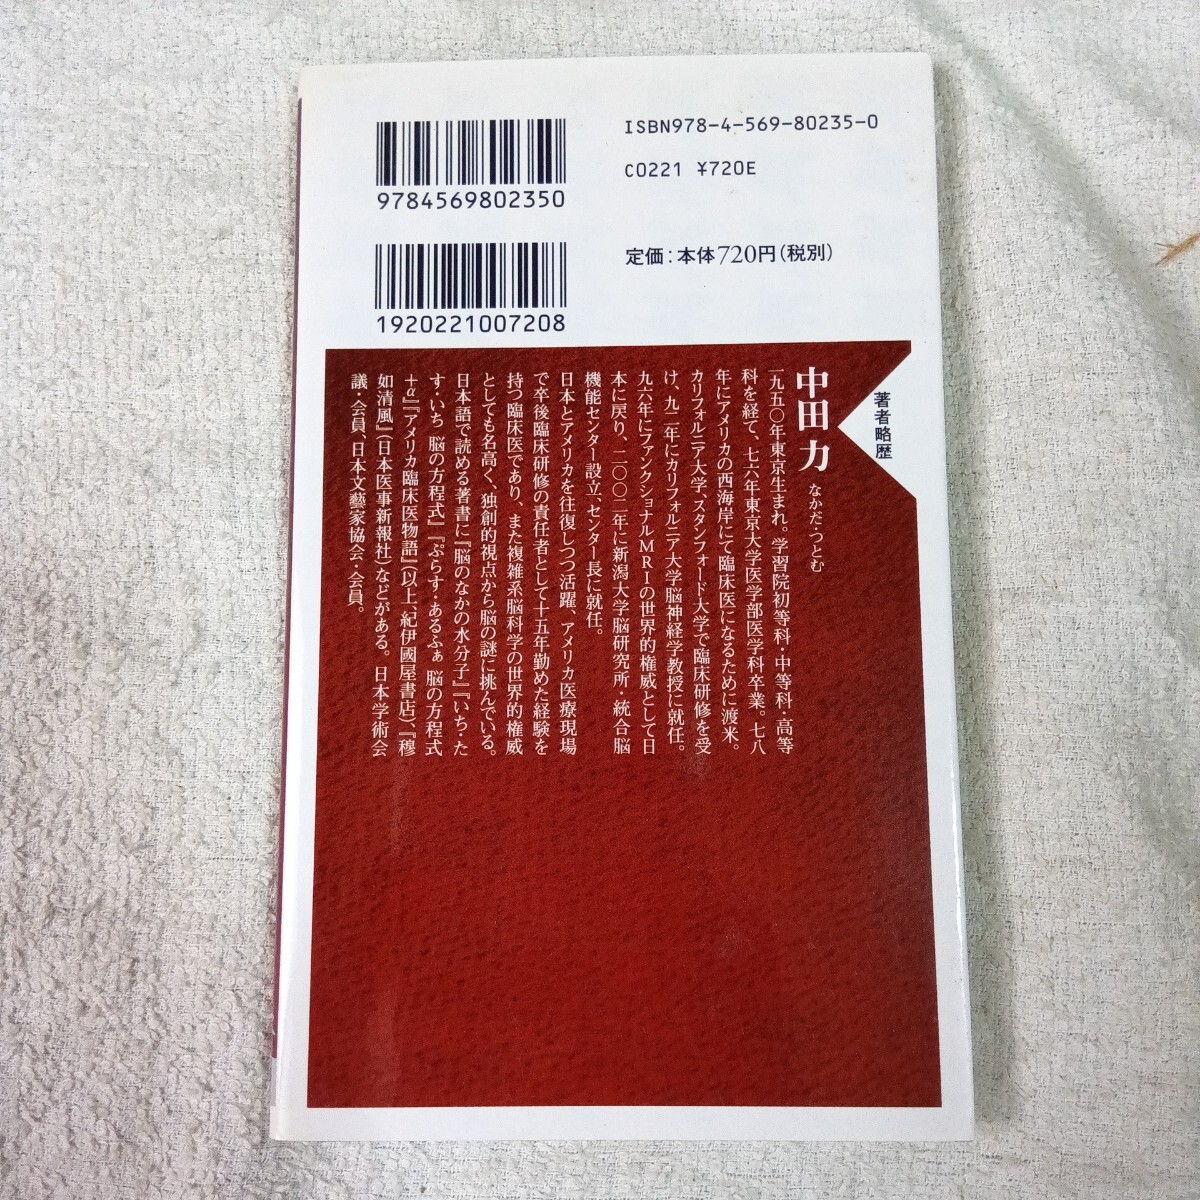 ISBN978-4-569-80235-0
C0221 ¥720E
9784569802350
定価:本体720円(税別)
1920221007208
著者略歴
中田 力 なかだ・つとむ
一九五〇年東京生まれ。学習院初等科・中等科・高等
科を経て、七六年東京大学医学部医学科卒業。七八
年にアメリカの西海岸にて臨床医になるために渡米。
カリフォルニア大学、スタンフォード大学で臨床研修を受
け、九二年にカリフォルニア大学脳神経学教授に就任。
九六年にファンクショナルMRIの世界的権威として日
本に戻り、二〇〇二年に新潟大学脳研究所・統合脳
機能センター設立、センター長に就任。
日本とアメリカを往復しつつ活躍、アメリカ医療現場
で卒後臨床研修の責任者として十五年勤めた経験を
持つ臨床医であり、また複雑系脳科学の世界的権威
としても名高く、独創的視点から脳の謎に挑んでいる。
日本語で読める著書に『脳のなかの水分子』『いち・た
す・いち 脳の方程式』『ぷらす・あるふぁ 脳の方程式
+α』『アメリカ臨床医物語』(以上、紀伊國屋書店)、『穆
如清風』(日本医事新報社)などがある。日本学術会
議・会員、日本文藝家協会・会員。